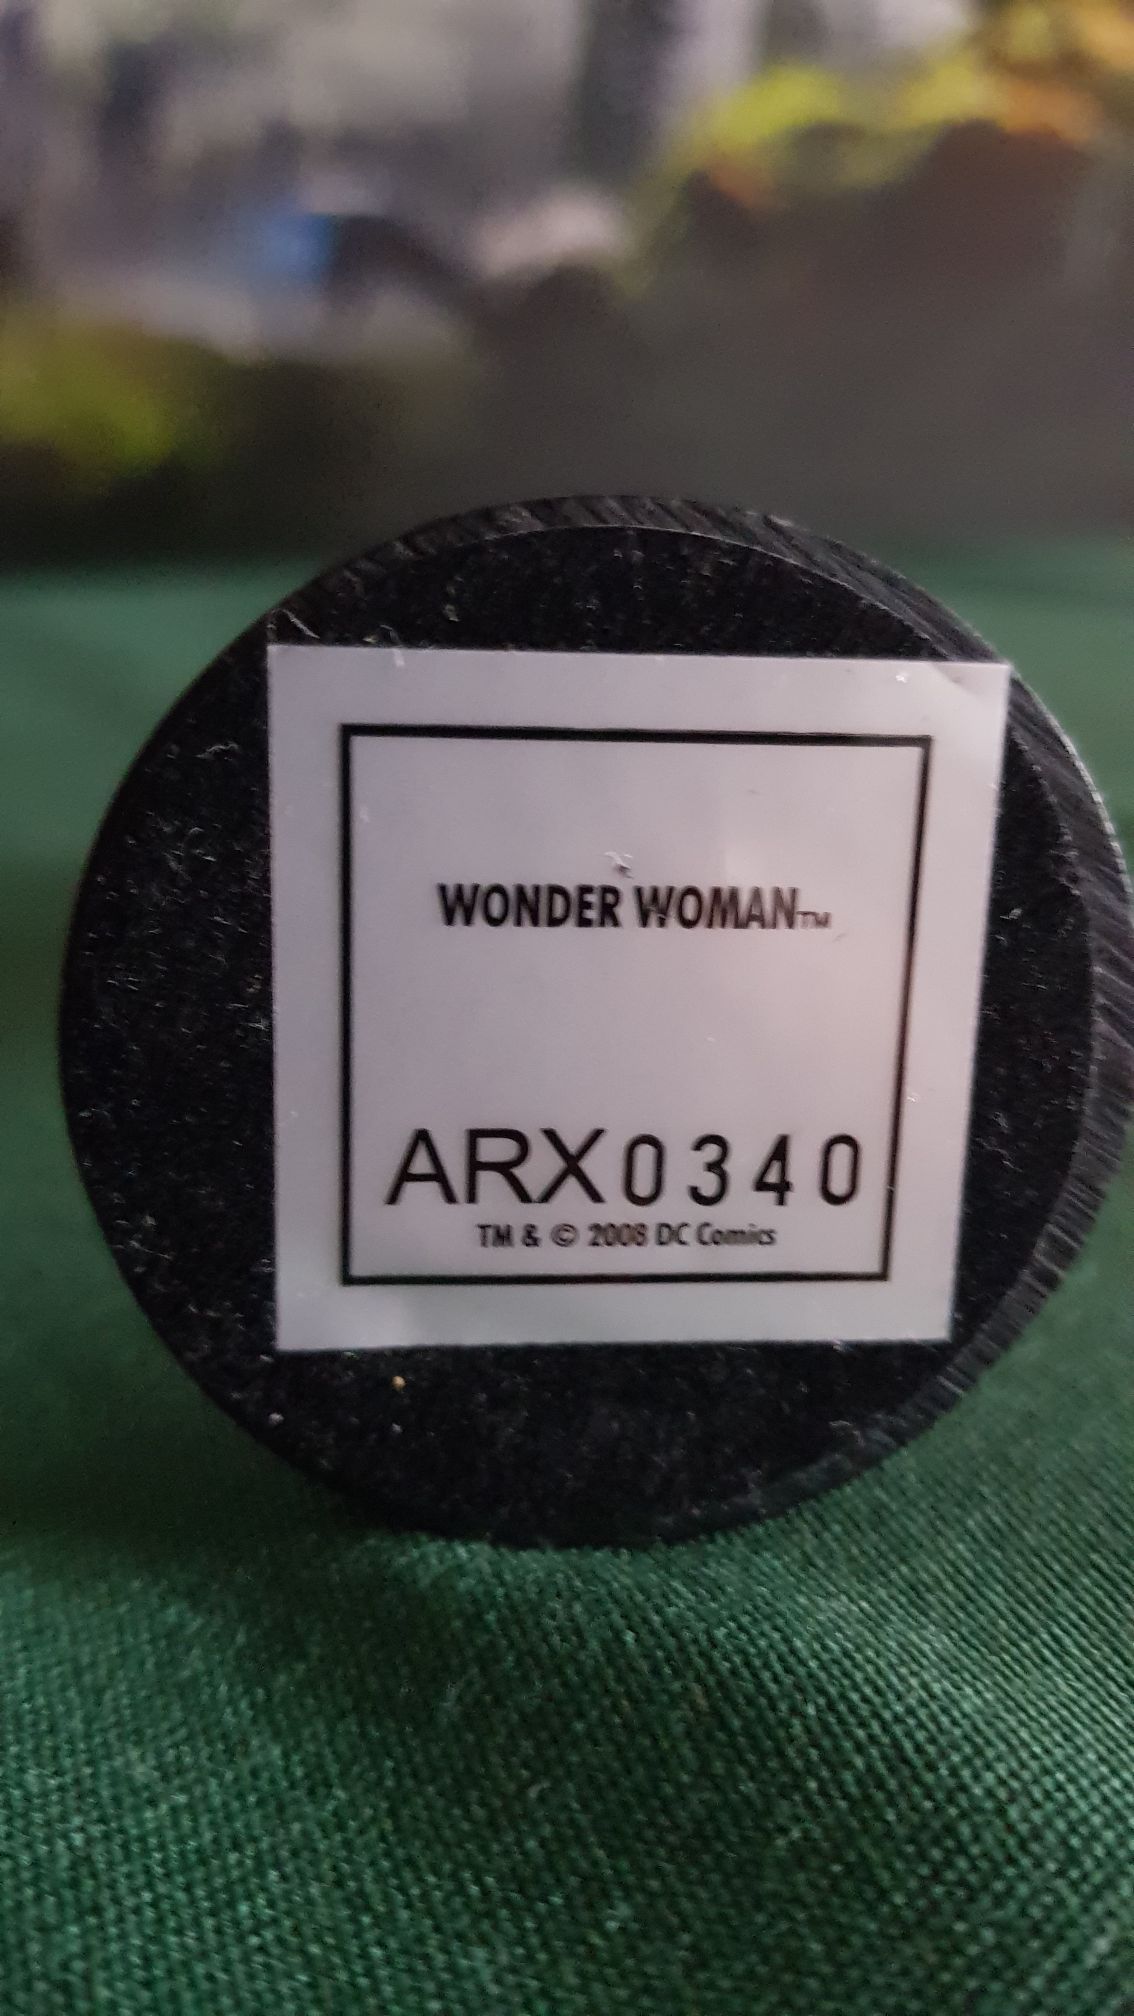 WONDER WOMAN™
ARX0340
TM & © 2008 DC Comics